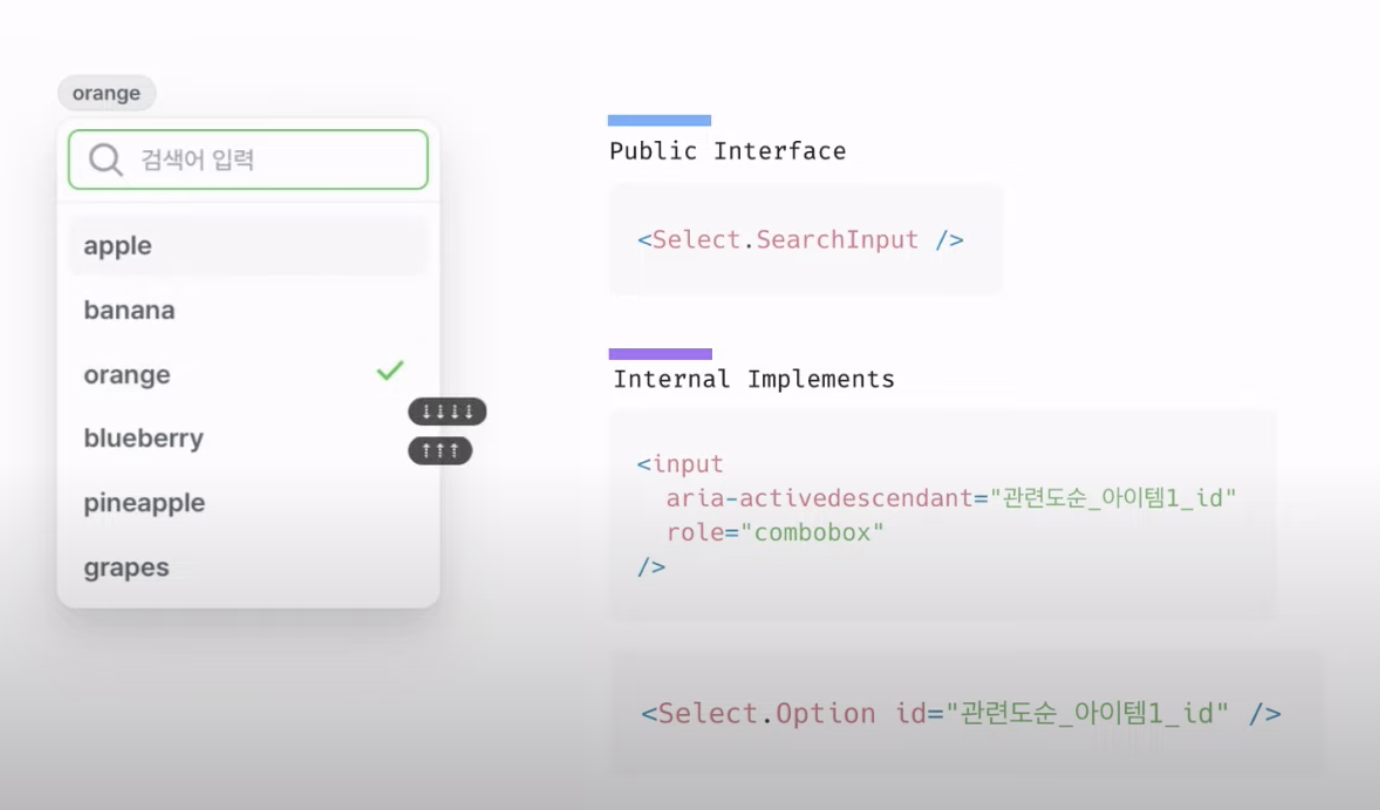 orange
검색어 입력
apple
banana
orange
blueberry
pineapple
grapes
↓↓↓↓
↑↑↑
Public Interface
<Select.SearchInput />
Internal Implements
<input
aria-activedescendant="관련도순_아이템1_id"
role="combobox"
/>
<Select.Option id="관련도순_아이템1_id" />